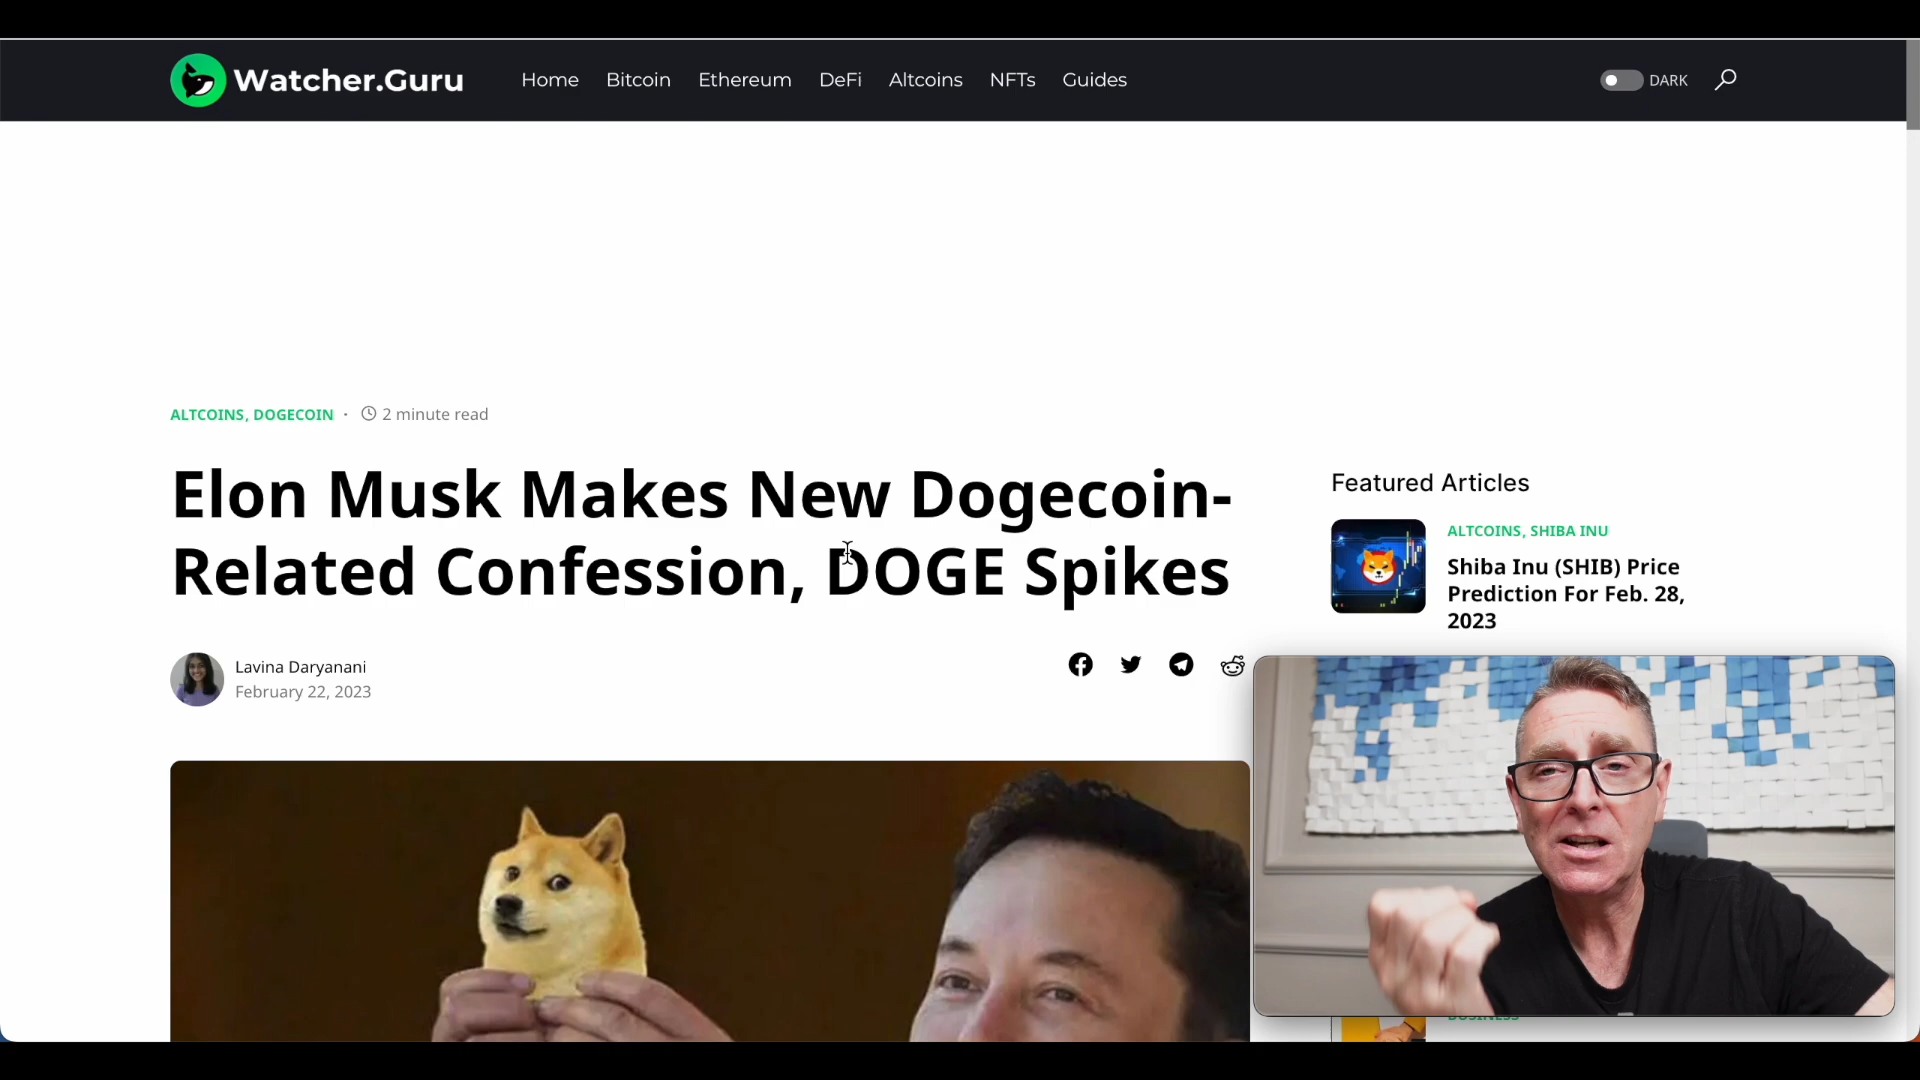 Watcher.Guru
Home Bitcoin Ethereum DeFi Altcoins NFTs Guides
DARK
ALTCOINS, DOGECOIN · 2 minute read
Elon Musk Makes New Dogecoin-
Related Confession, DOGE Spikes
Lavina Daryanani
February 22, 2023
Featured Articles
ALTCOINS, SHIBA INU
Shiba Inu (SHIB) Price
Prediction For Feb. 28,
2023
BUSINESS